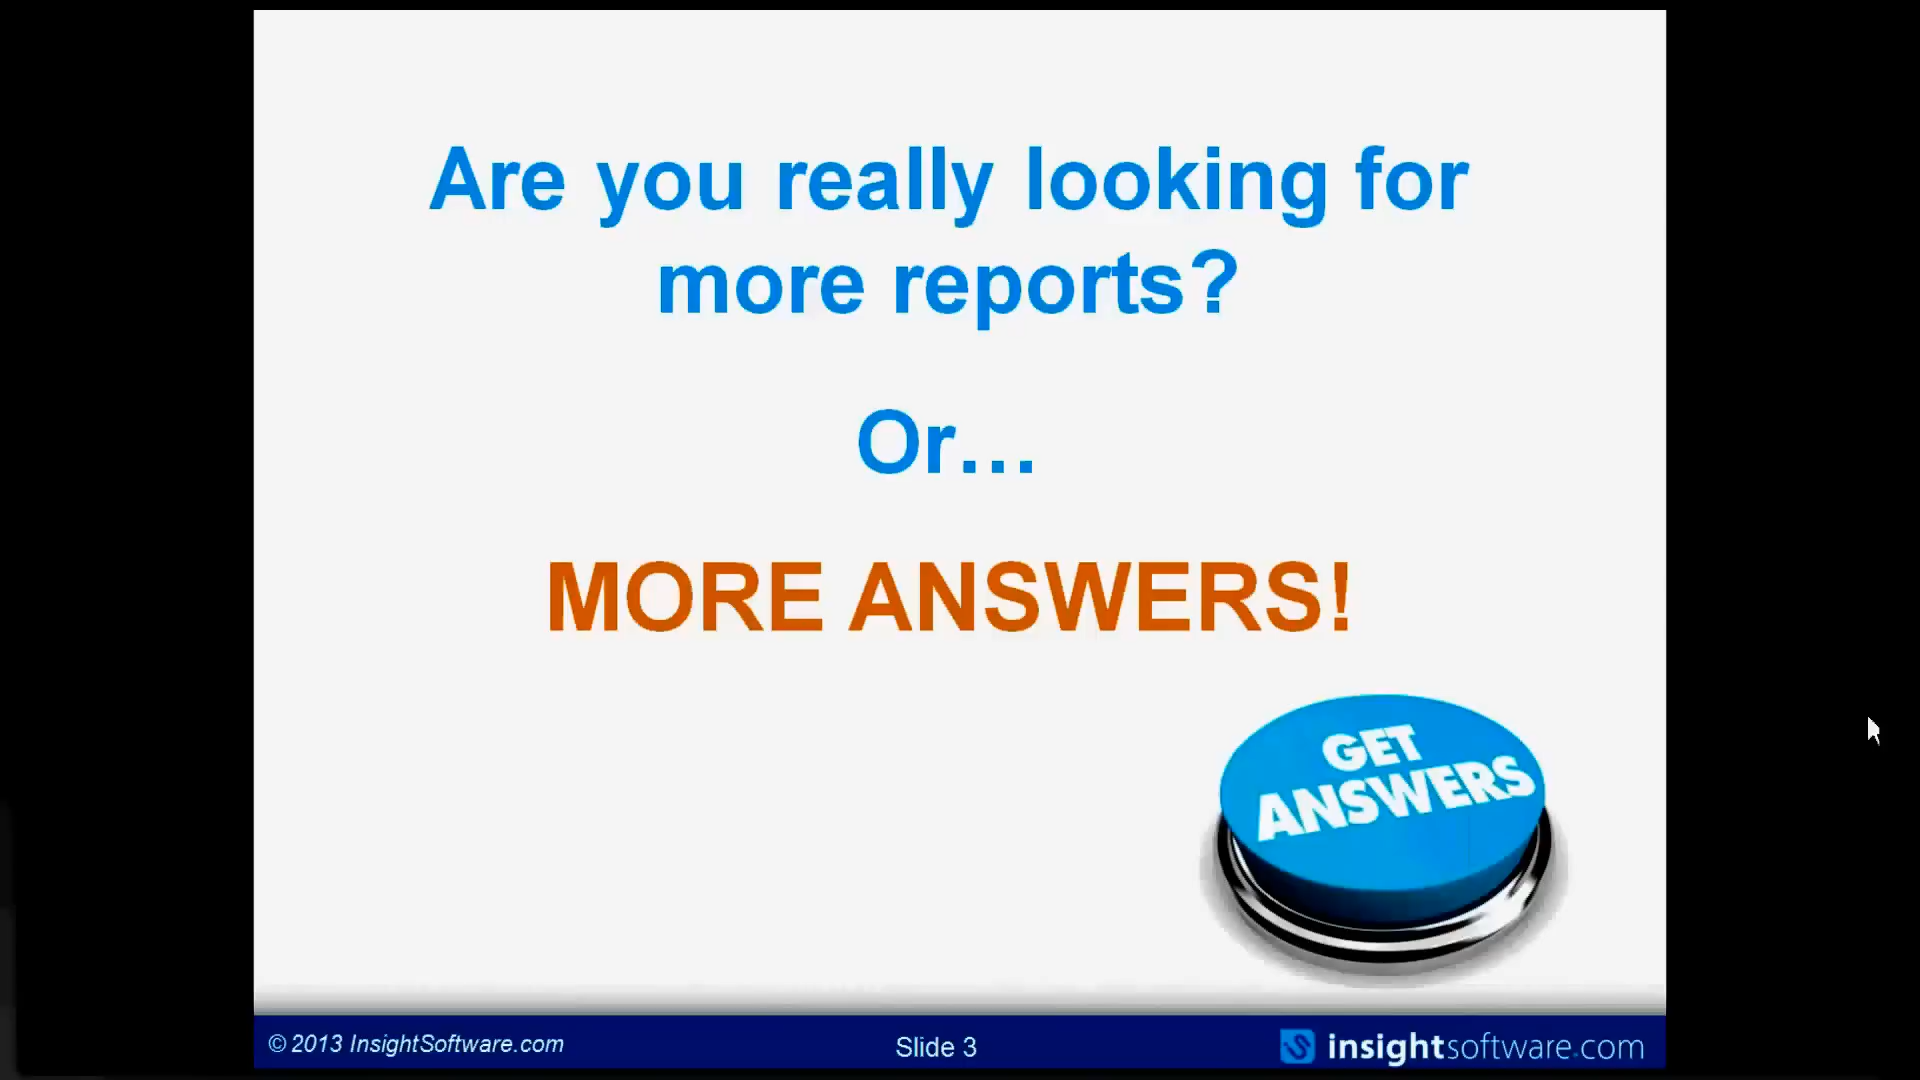 Are you really looking for
more reports?
Or...
MORE ANSWERS!
GET
ANSWERS
© 2013 InsightSoftware.com
Slide 3
insightsoftware.com